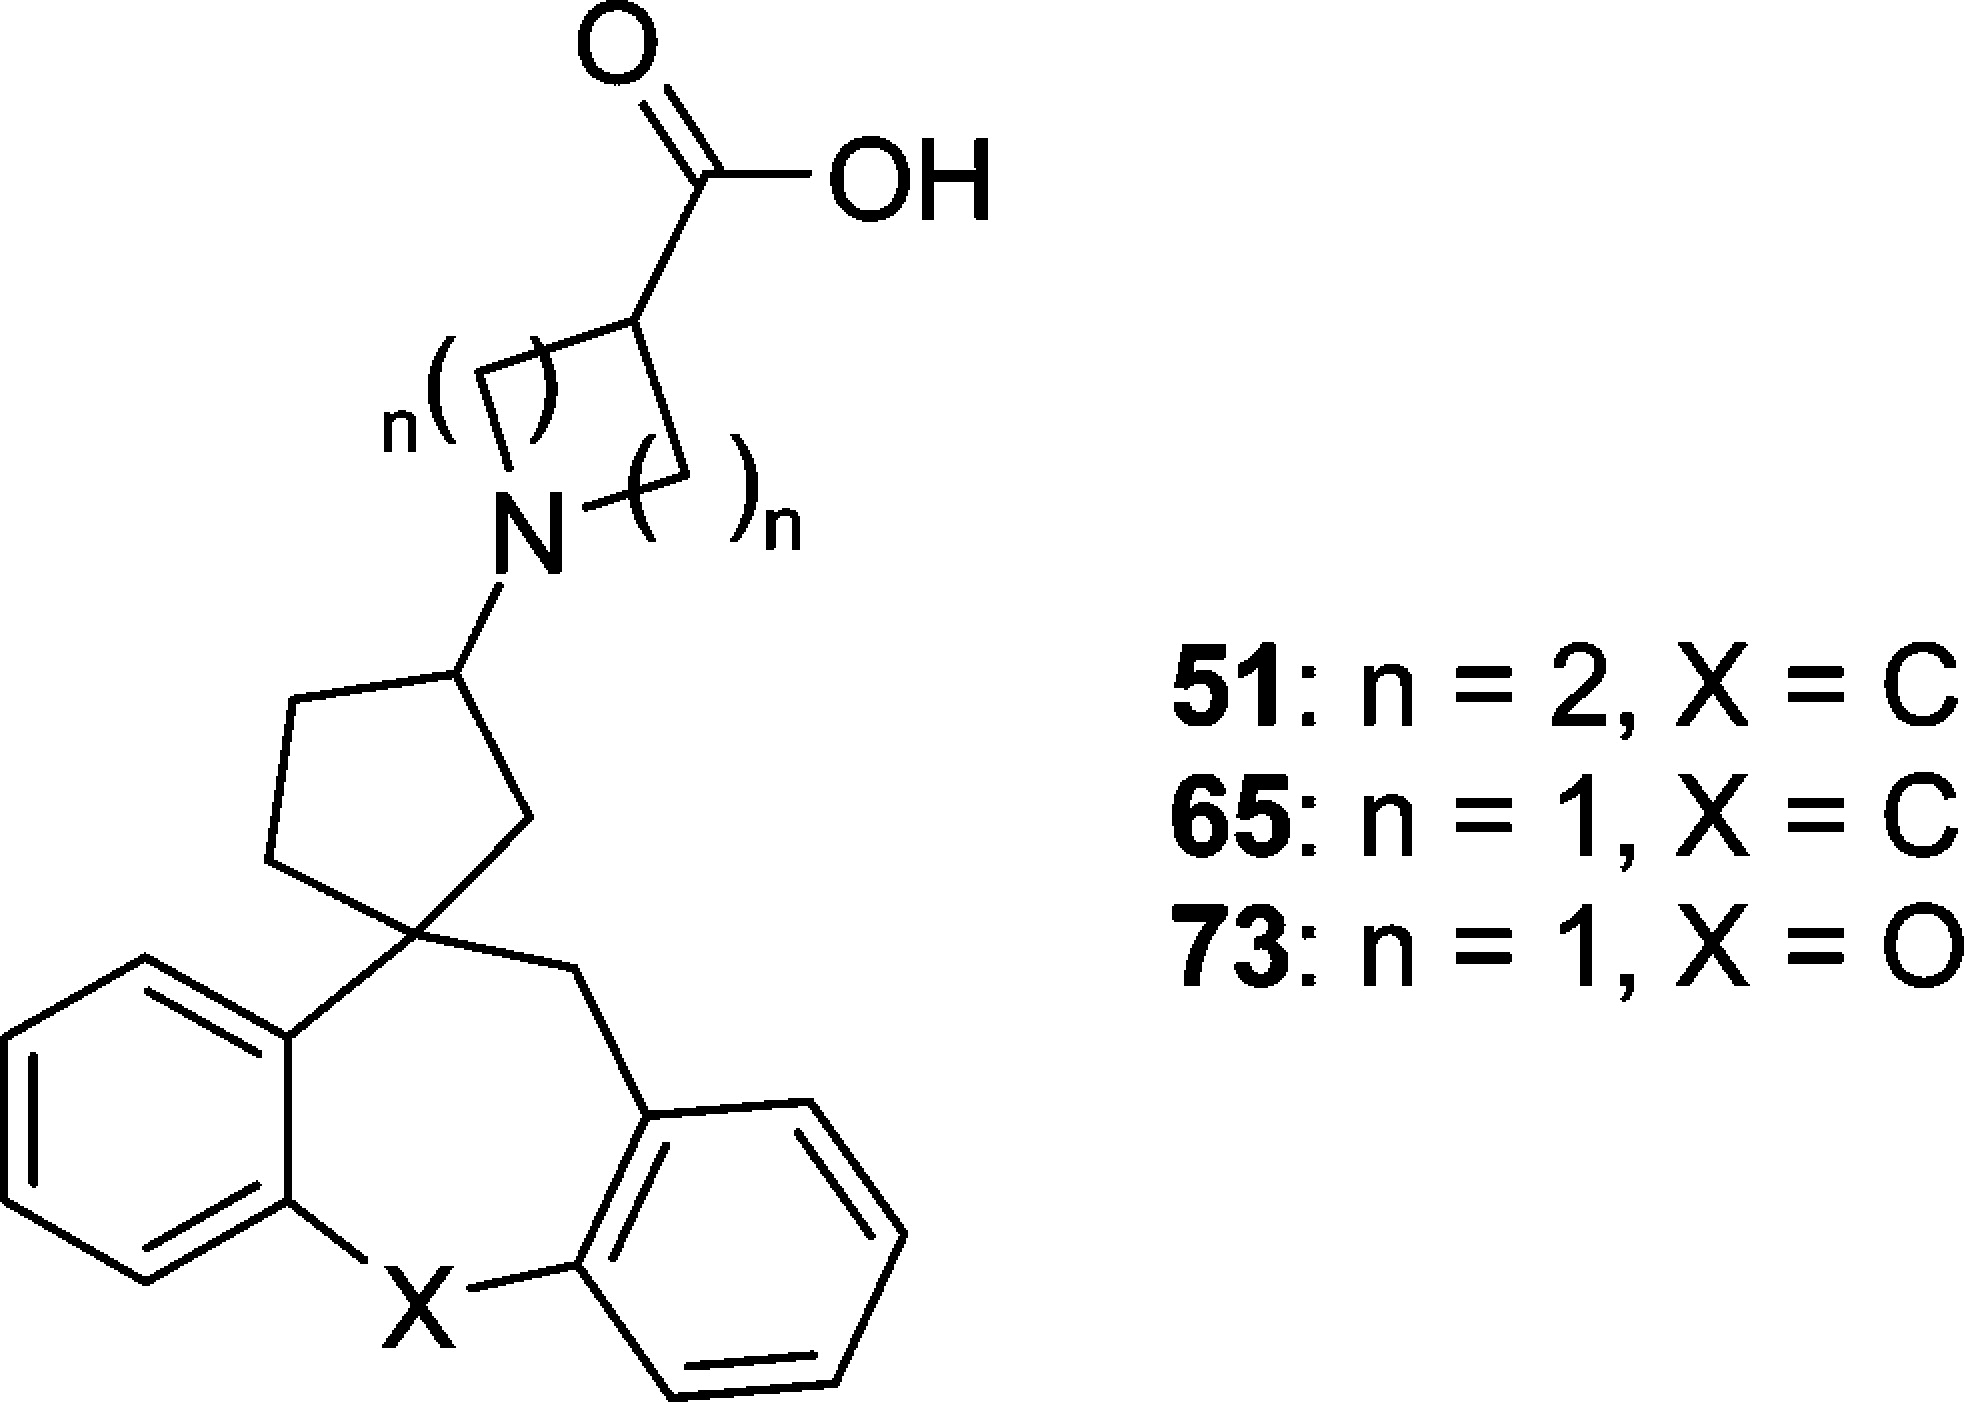 O
OH
n( )
( )n
N
51: n = 2, X = C
65: n = 1, X = C
73: n = 1, X = O
X